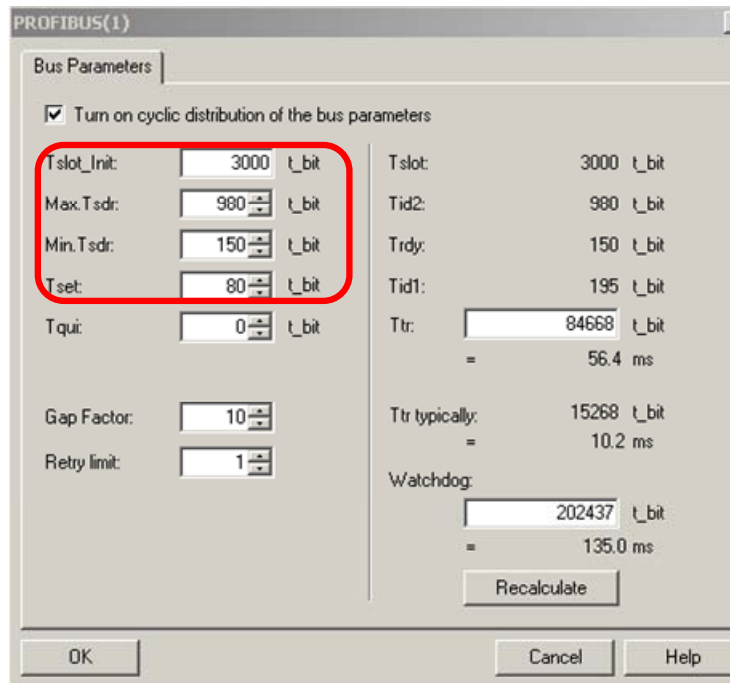 PROFIBUS(1)
Bus Parameters
Turn on cyclic distribution of the bus parameters
Tslot_Init: 3000 t_bit
Max.Tsdr: 980 t_bit
Min.Tsdr: 150 t_bit
Tset: 80 t_bit
Tqui: 0 t_bit
Gap Factor: 10
Retry limit: 1
Tslot: 3000 t_bit
Tid2: 980 t_bit
Trdy: 150 t_bit
Tid1: 195 t_bit
Ttr: 84668 t_bit
= 56.4 ms
Ttr typically: 15268 t_bit
= 10.2 ms
Watchdog:
202437 t_bit
= 135.0 ms
Recalculate
OK Cancel Help